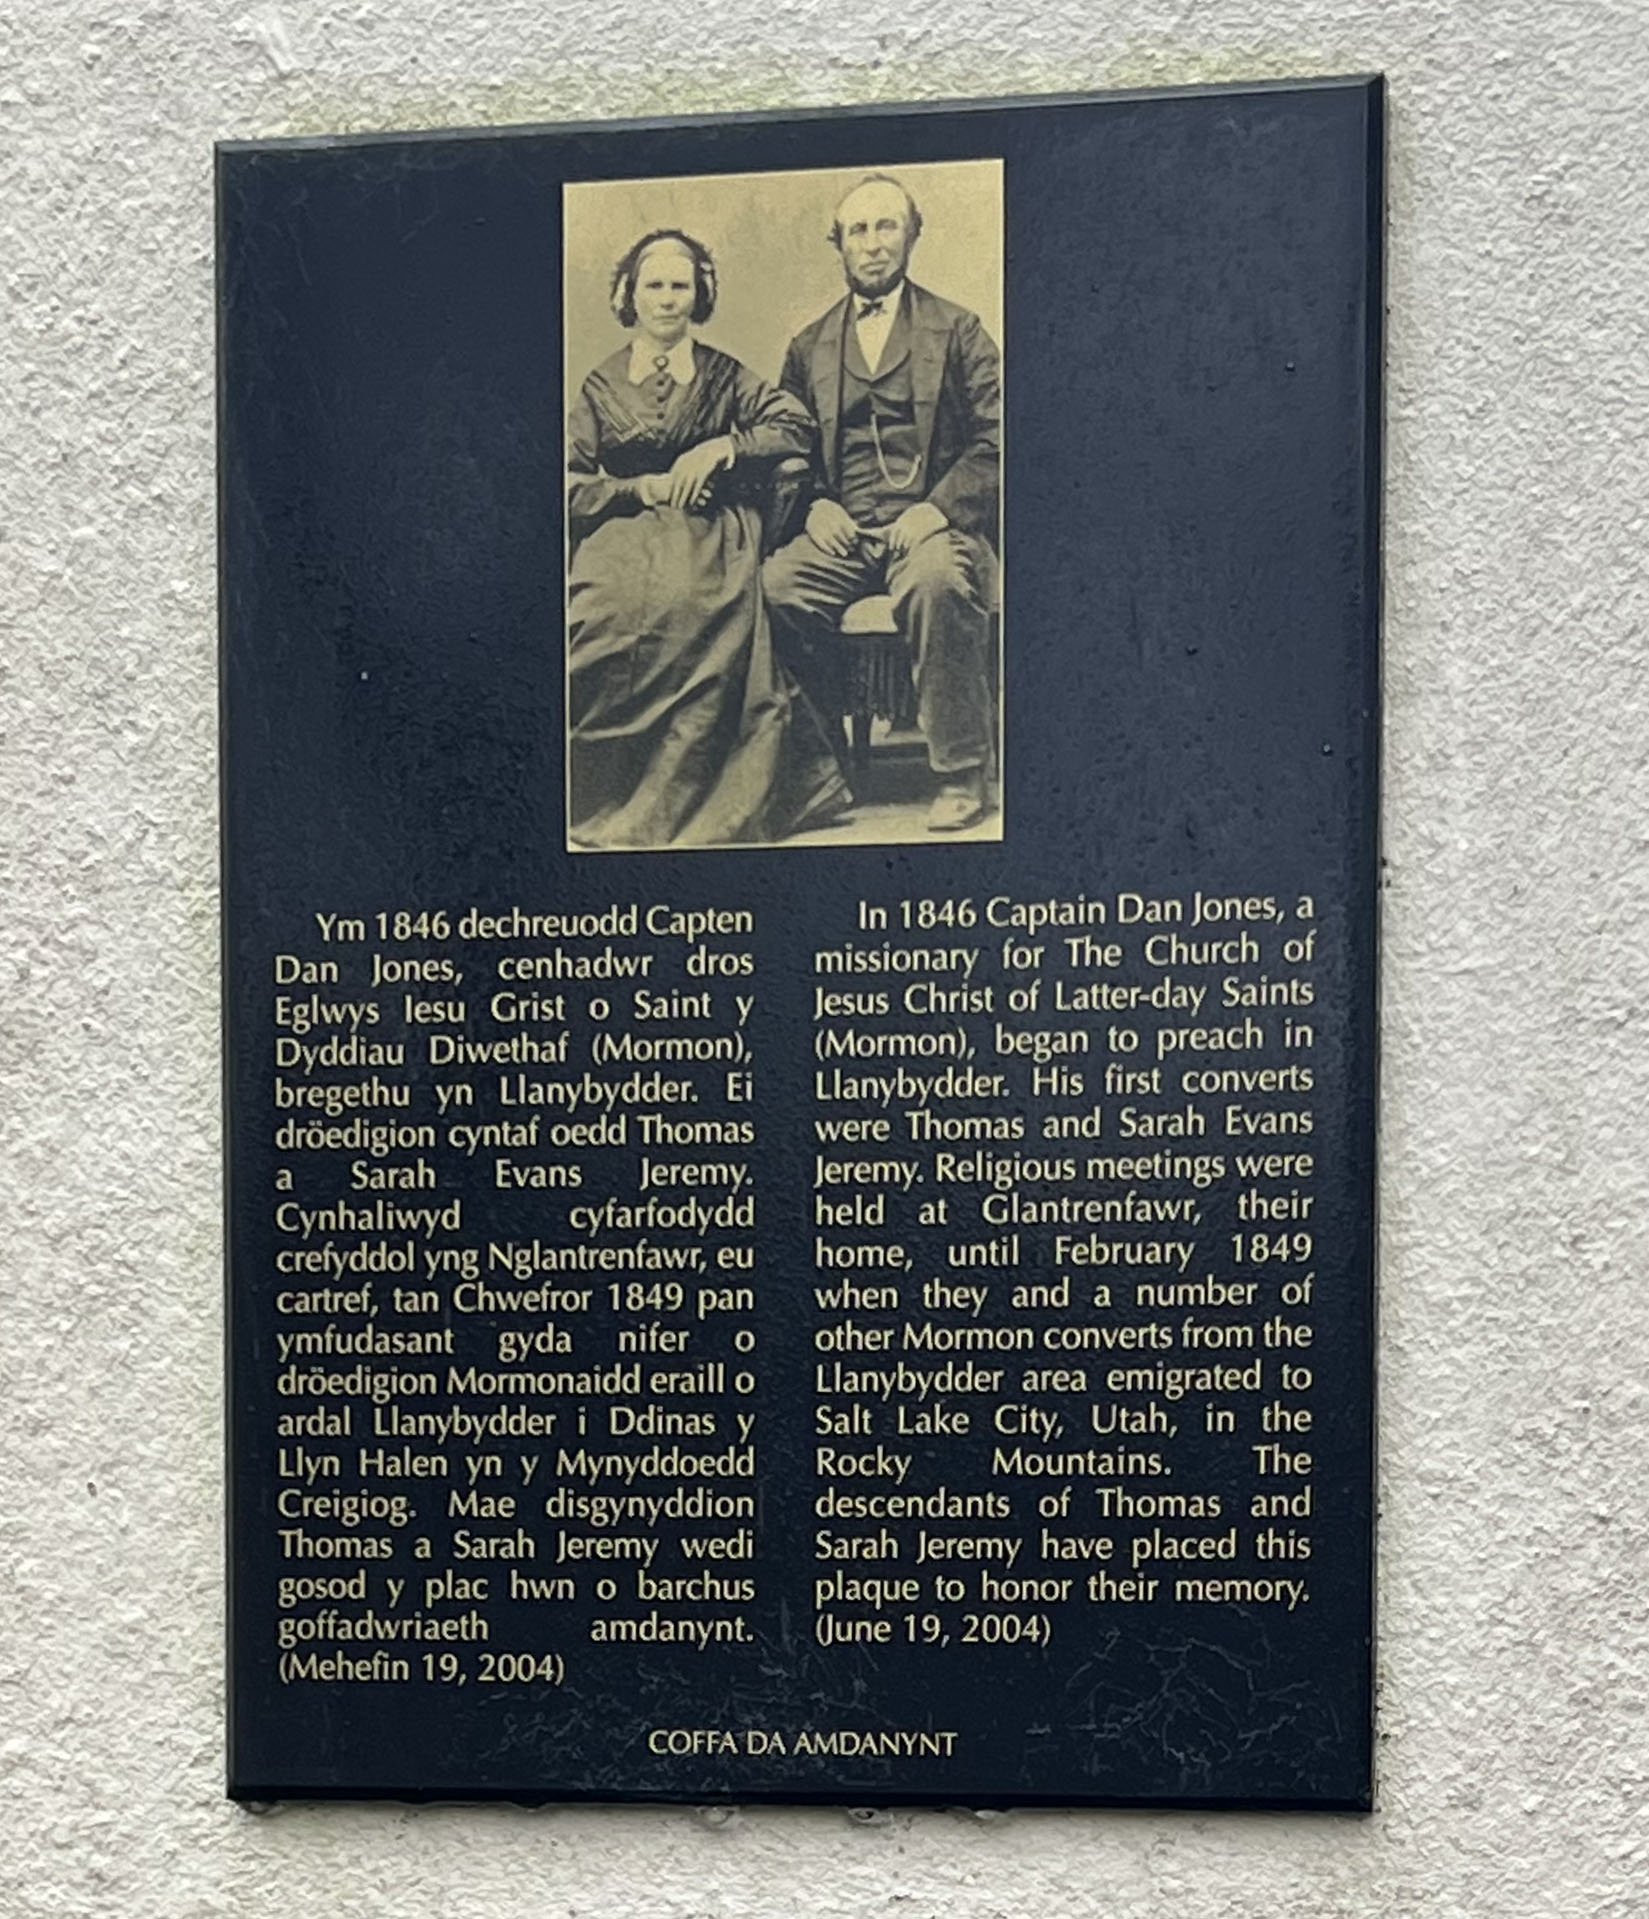 Ym 1846 dechreuodd Capten
Dan Jones, cenhadwr dros
Eglwys Iesu Grist o Saint y
Dyddiau Diwethaf (Mormon),
bregethu yn Llanybydder. Ei
dröedigion cyntaf oedd Thomas
a Sarah Evans Jeremy.
Cynhaliwyd cyfarfodydd
crefyddol yng Nglantrenfawr, eu
cartref, tan Chwefror 1849 pan
ymfudasant gyda nifer o
dröedigion Mormonaidd eraill o
ardal Llanybydder i Ddinas y
Llyn Halen yn y Mynyddoedd
Creigiog. Mae disgynyddion
Thomas a Sarah Jeremy wedi
gosod y plac hwn o barchus
goffadwriaeth amdanynt.
(Mehefin 19, 2004)
In 1846 Captain Dan Jones, a
missionary for The Church of
Jesus Christ of Latter-day Saints
(Mormon), began to preach in
Llanybydder. His first converts
were Thomas and Sarah Evans
Jeremy. Religious meetings were
held at Glantrenfawr, their
home, until February 1849
when they and a number of
other Mormon converts from the
Llanybydder area emigrated to
Salt Lake City, Utah, in the
Rocky Mountains. The
descendants of Thomas and
Sarah Jeremy have placed this
plaque to honor their memory.
(June 19, 2004)
COFFA DA AMDANYNT